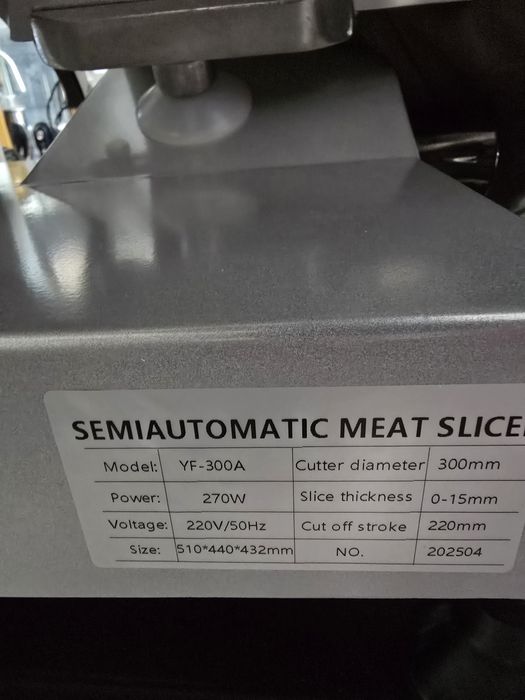 SEMIAUTOMATIC MEAT SLICE
Model: YF-300A Cutter diameter 300mm
Power: 270W Slice thickness 0-15mm
Voltage: 220V/50Hz Cut off stroke 220mm
Size: 510*440*432mm NO. 202504